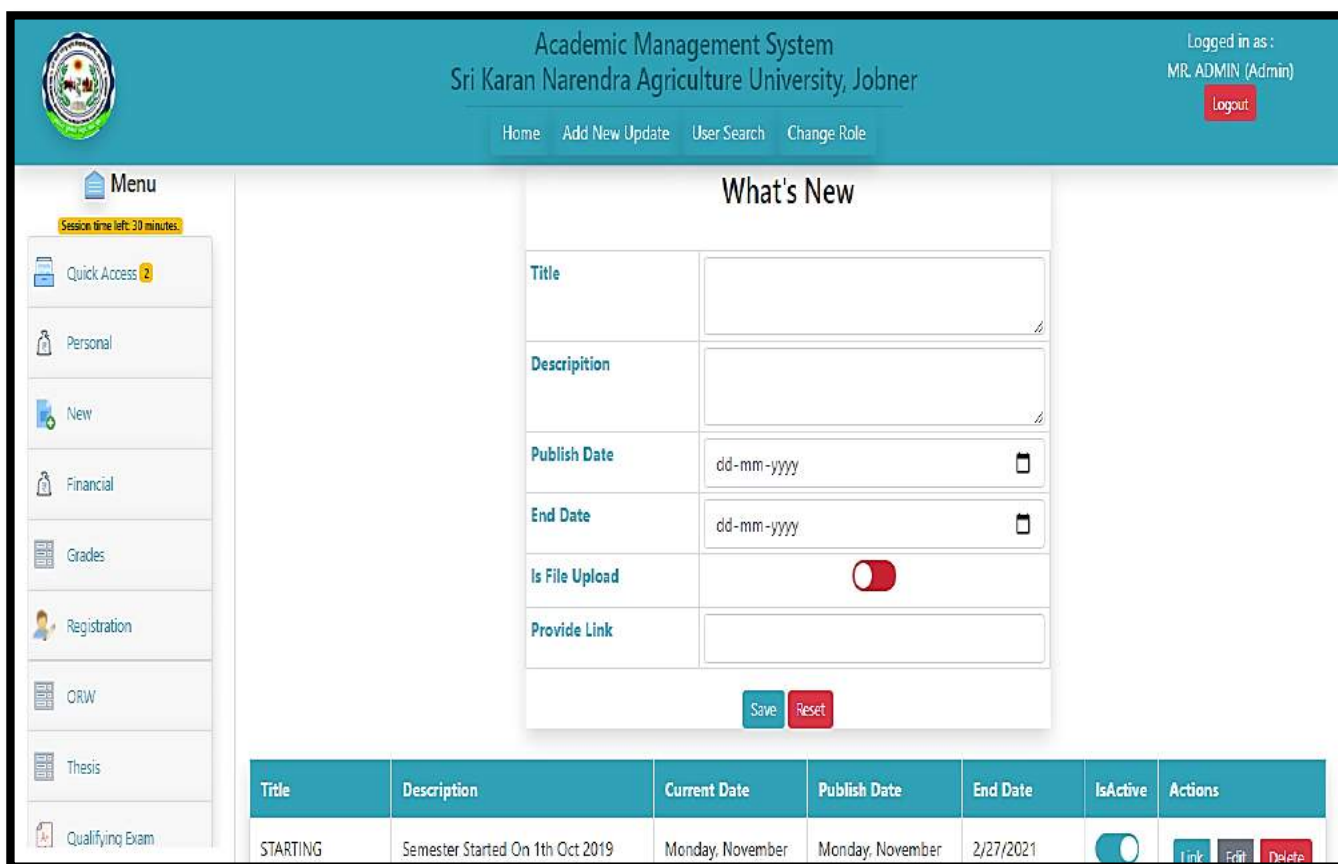 Academic Management System
Sri Karan Narendra Agriculture University, Jobner
Home Add New Update User Search Change Role
Logged in as :
MR. ADMIN (Admin)
Logout
Menu
Session time left: 30 minutes.
Quick Access 2
Personal
New
Financial
Grades
Registration
ORW
Thesis
Qualifying Exam
What's New
Title
Descripition
Publish Date dd-mm-yyyy
End Date dd-mm-yyyy
Is File Upload
Provide Link
Save Reset
Title Description Current Date Publish Date End Date IsActive Actions
STARTING Semester Started On 1th Oct 2019 Monday, November Monday, November 2/27/2021 Link Edit Delete